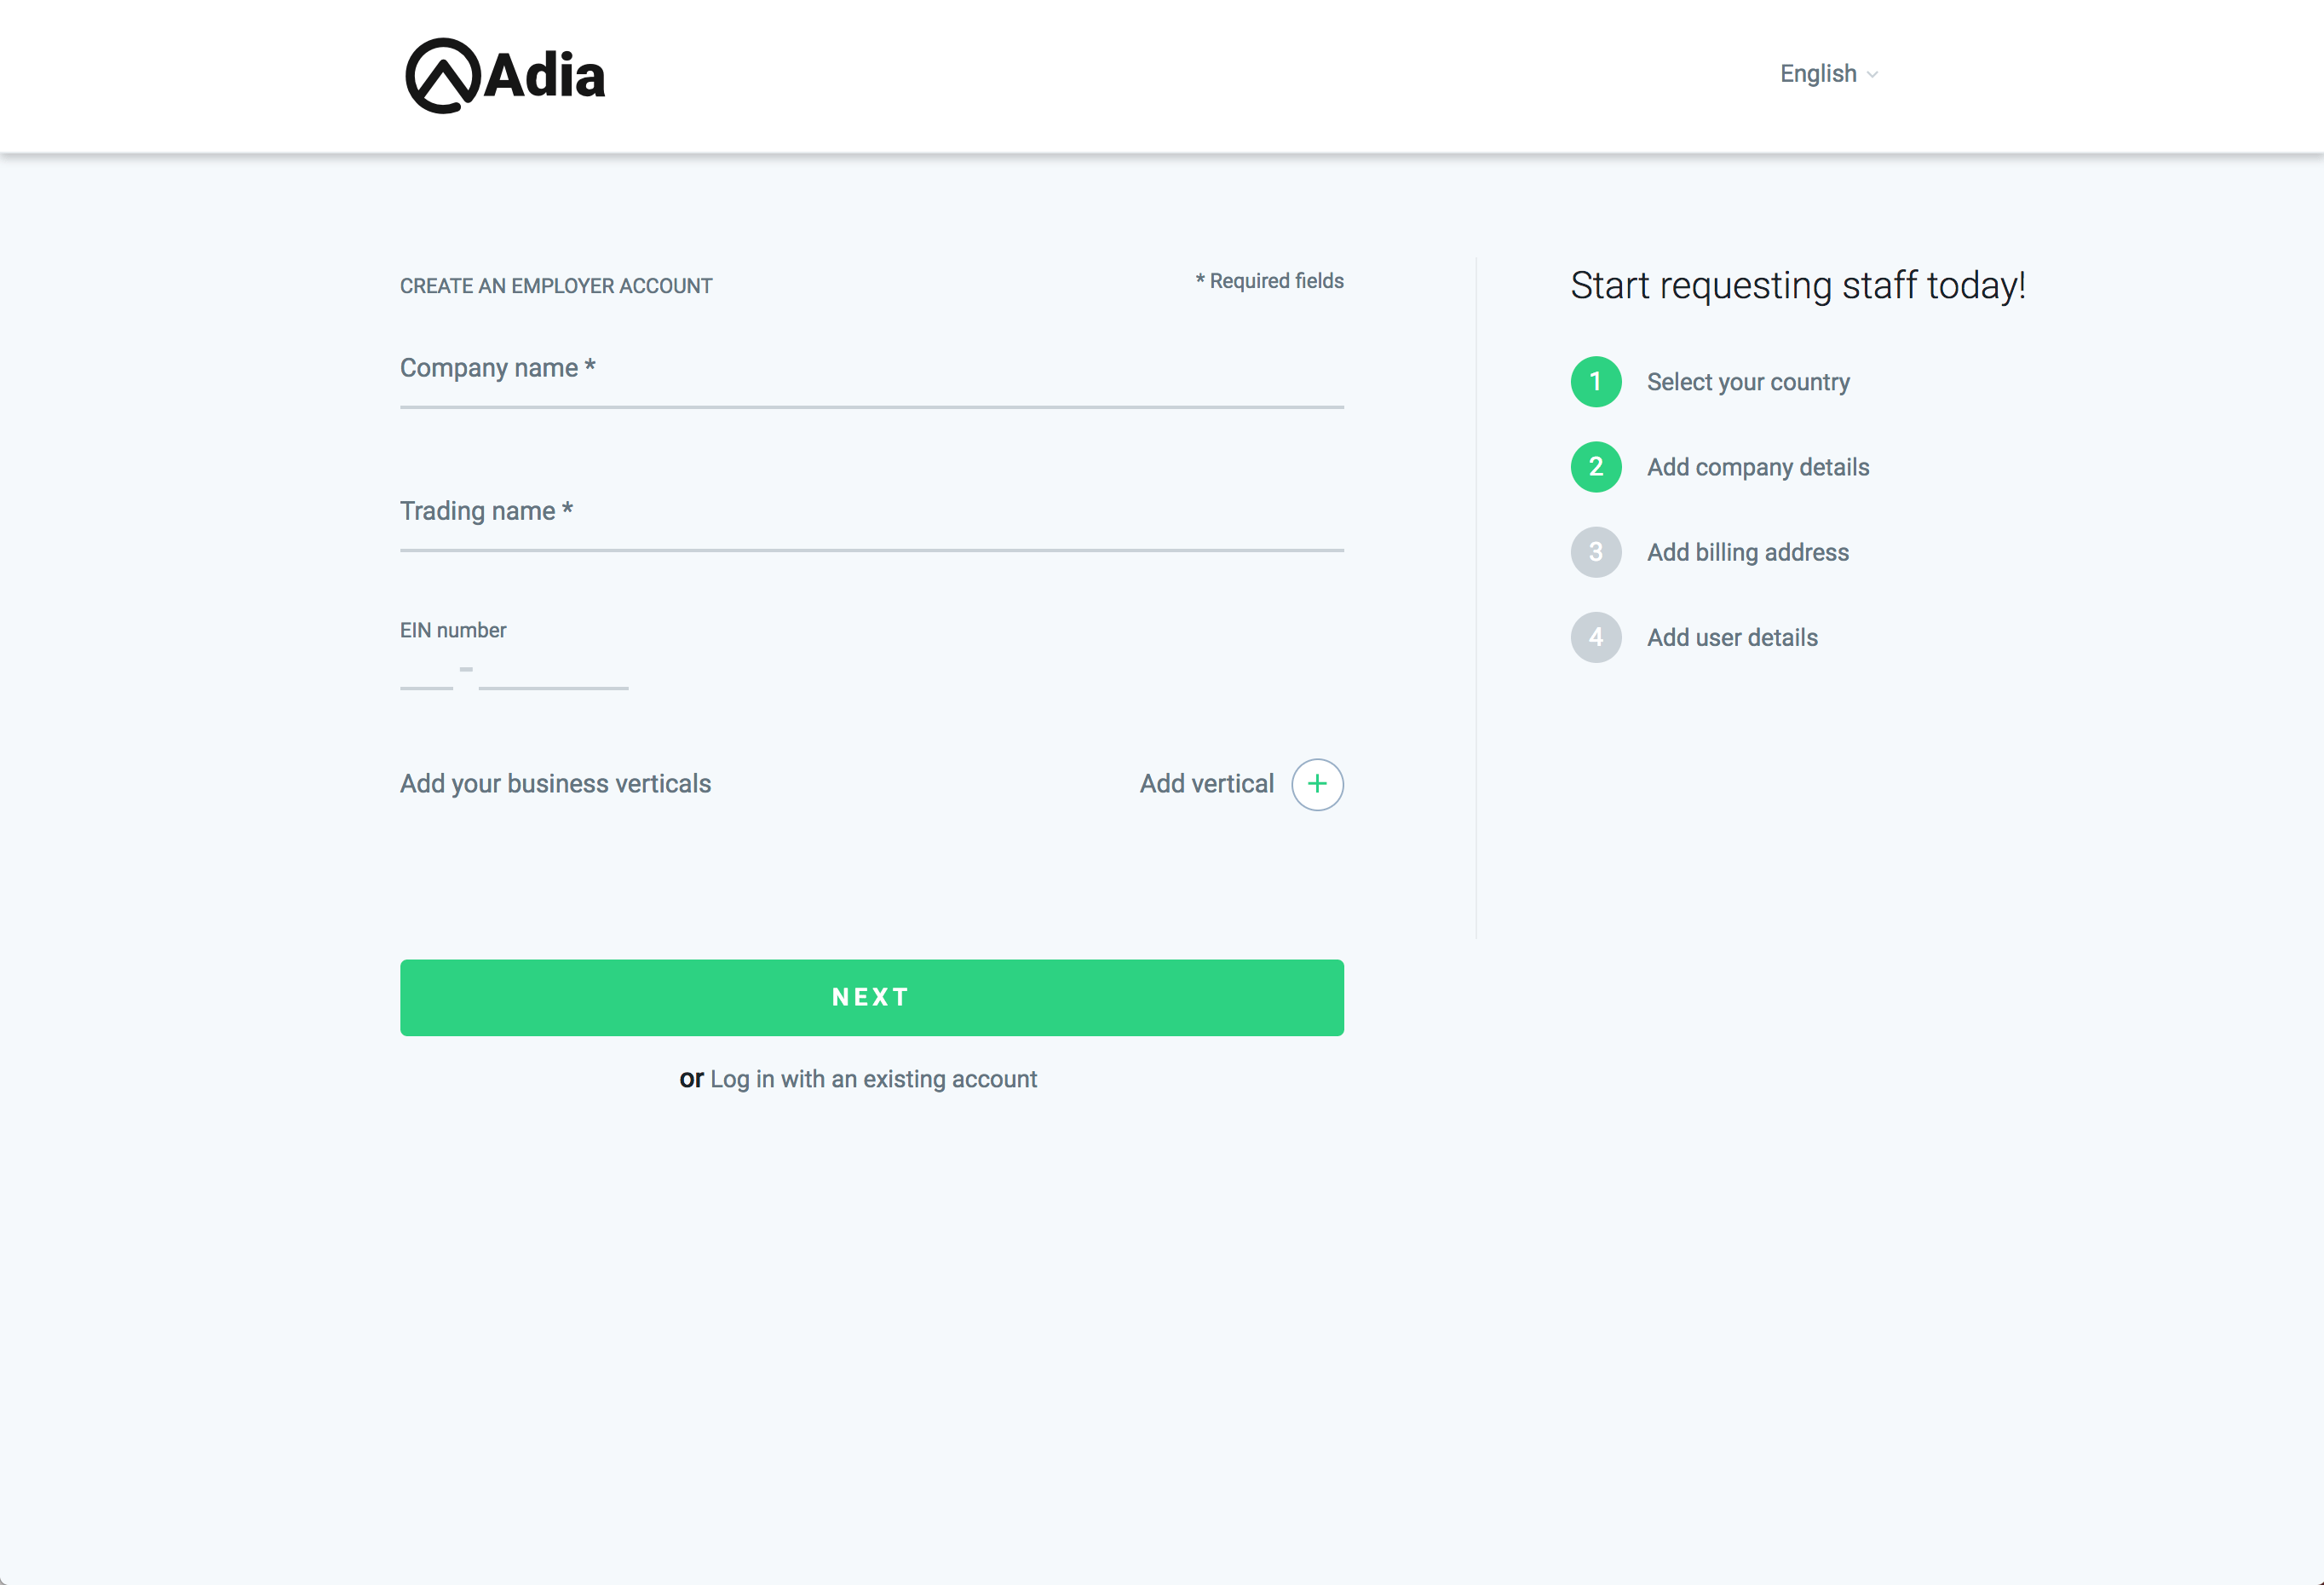 Adia
English
CREATE AN EMPLOYER ACCOUNT
* Required fields
Company name *
Trading name *
EIN number
-
Add your business verticals
Add vertical +
NEXT
or Log in with an existing account
Start requesting staff today!
1 Select your country
2 Add company details
3 Add billing address
4 Add user details